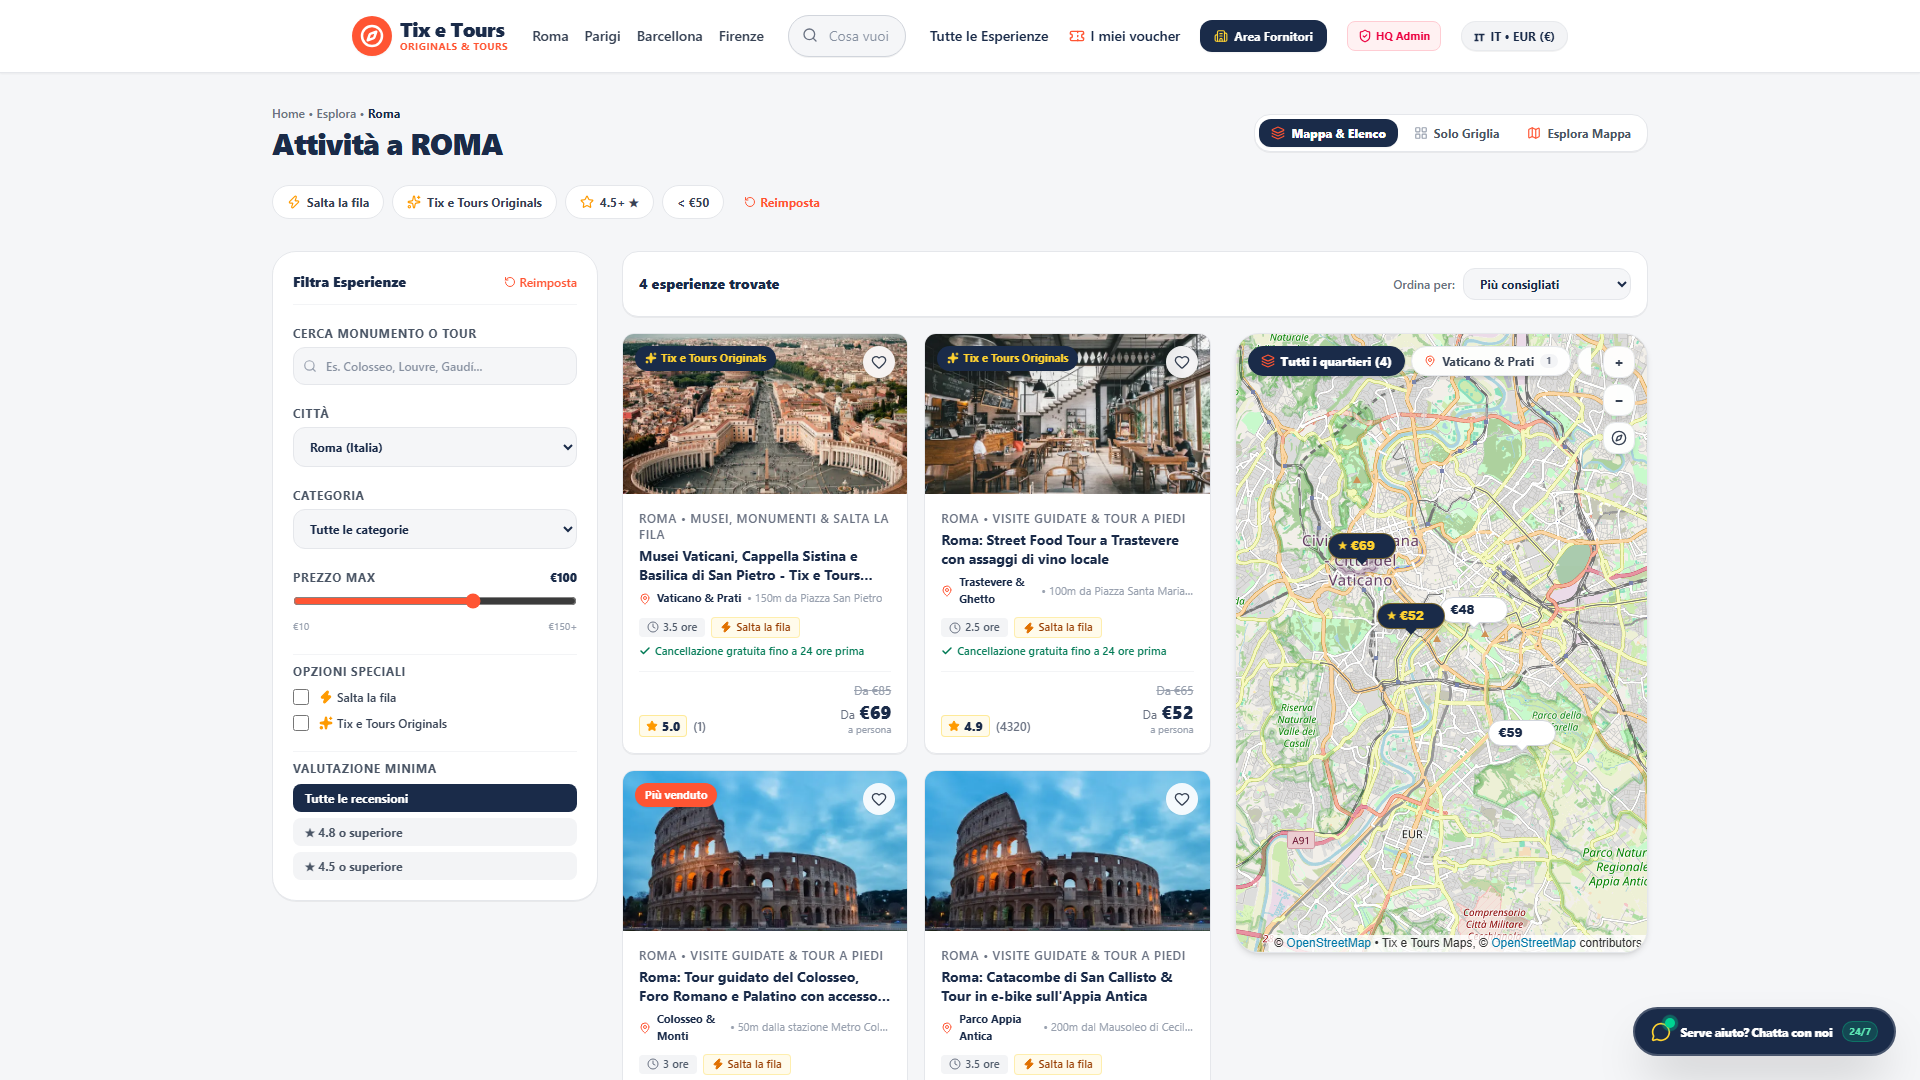 Tix e Tours
ORIGINALS & TOURS
Roma
Parigi
Barcellona
Firenze
Cosa vuoi
Tutte le Esperienze
I miei voucher
Area Fornitori
HQ Admin
IT IT • EUR (€)
Home • Esplora • Roma
Attività a ROMA
Mappa & Elenco
Solo Griglia
Esplora Mappa
Salta la fila
Tix e Tours Originals
4.5+ ★
< €50
Reimposta
Filtra Esperienze
Reimposta
CERCA MONUMENTO O TOUR
Es. Colosseo, Louvre, Gaudí...
CITTÀ
Roma (Italia)
CATEGORIA
Tutte le categorie
PREZZO MAX
€100
€10
€150+
OPZIONI SPECIALI
Salta la fila
Tix e Tours Originals
VALUTAZIONE MINIMA
Tutte le recensioni
★ 4.8 o superiore
★ 4.5 o superiore
4 esperienze trovate
Ordina per:
Più consigliati
Tix e Tours Originals
ROMA • MUSEI, MONUMENTI & SALTA LA
FILA
Musei Vaticani, Cappella Sistina e
Basilica di San Pietro - Tix e Tours...
Vaticano & Prati • 150m da Piazza San Pietro
3.5 ore
Salta la fila
Cancellazione gratuita fino a 24 ore prima
Da €85
★ 5.0 (1)
Da €69
a persona
Tix e Tours Originals
ROMA • VISITE GUIDATE & TOUR A PIEDI
Roma: Street Food Tour a Trastevere
con assaggi di vino locale
Trastevere &
Ghetto
• 100m da Piazza Santa Maria...
2.5 ore
Salta la fila
Cancellazione gratuita fino a 24 ore prima
Da €65
★ 4.9 (4320)
Da €52
a persona
Più venduto
ROMA • VISITE GUIDATE & TOUR A PIEDI
Roma: Tour guidato del Colosseo,
Foro Romano e Palatino con accesso...
Colosseo &
Monti
• 50m dalla stazione Metro Col...
3 ore
Salta la fila
ROMA • VISITE GUIDATE & TOUR A PIEDI
Roma: Catacombe di San Callisto &
Tour in e-bike sull'Appia Antica
Parco Appia
Antica
• 200m dal Mausoleo di Cecil...
3.5 ore
Salta la fila
Naturale
Tutti i quartieri (4)
Vaticano & Prati 1
+
−
★ €69
Città del
Vaticano
★ €52
€48
Riserva
Naturale
Valle dei
Casali
Parco della
€59
EUR
A91
Parco Natur
Regionale
Appia Antic
Comprensorio
Città Militare
© OpenStreetMap • Tix e Tours Maps, © OpenStreetMap contributors
Serve aiuto? Chatta con noi 24/7